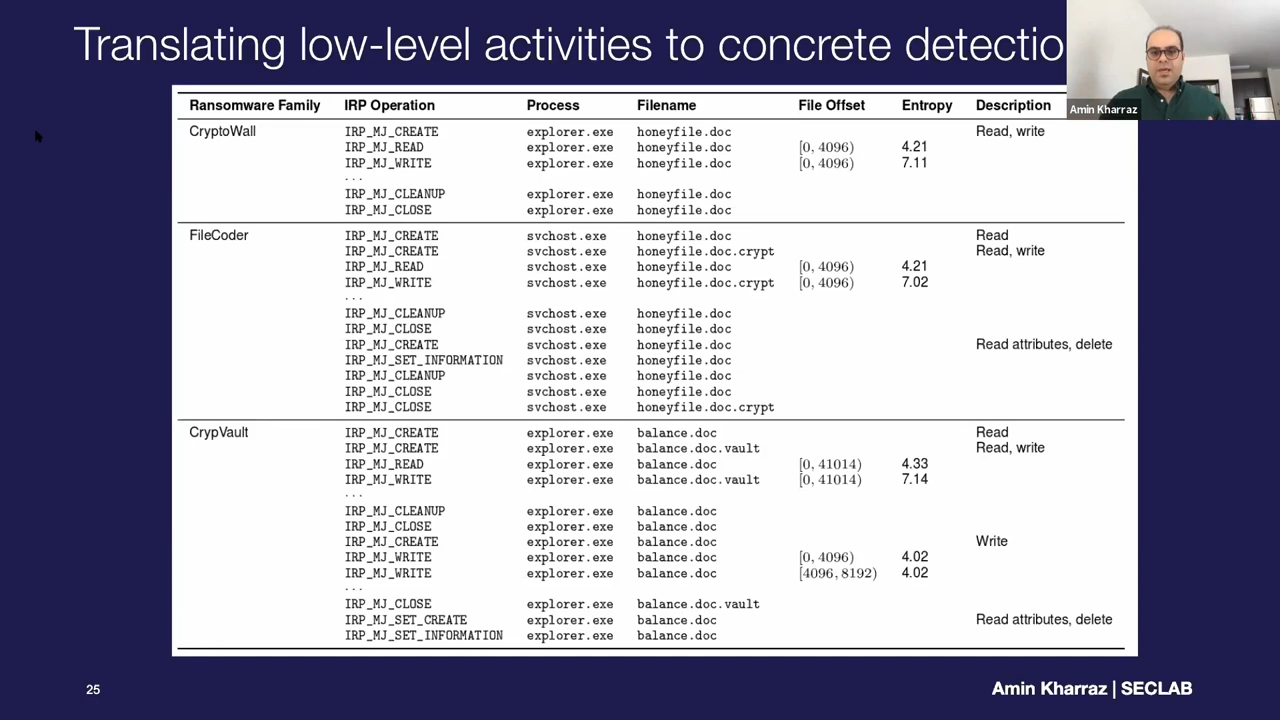 Translating low-level activities to concrete detectio
Amin Kharraz
Ransomware Family IRP Operation Process Filename File Offset Entropy Description
CryptoWall IRP_MJ_CREATE explorer.exe honeyfile.doc Read, write
IRP_MJ_READ explorer.exe honeyfile.doc [0, 4096) 4.21
IRP_MJ_WRITE explorer.exe honeyfile.doc [0, 4096) 7.11
...
IRP_MJ_CLEANUP explorer.exe honeyfile.doc
IRP_MJ_CLOSE explorer.exe honeyfile.doc
FileCoder IRP_MJ_CREATE svchost.exe honeyfile.doc Read
IRP_MJ_CREATE svchost.exe honeyfile.doc.crypt Read, write
IRP_MJ_READ svchost.exe honeyfile.doc [0, 4096) 4.21
IRP_MJ_WRITE svchost.exe honeyfile.doc.crypt [0, 4096) 7.02
...
IRP_MJ_CLEANUP svchost.exe honeyfile.doc
IRP_MJ_CLOSE svchost.exe honeyfile.doc
IRP_MJ_CREATE svchost.exe honeyfile.doc Read attributes, delete
IRP_MJ_SET_INFORMATION svchost.exe honeyfile.doc
IRP_MJ_CLEANUP svchost.exe honeyfile.doc
IRP_MJ_CLOSE svchost.exe honeyfile.doc
IRP_MJ_CLOSE svchost.exe honeyfile.doc.crypt
CrypVault IRP_MJ_CREATE explorer.exe balance.doc Read
IRP_MJ_CREATE explorer.exe balance.doc.vault Read, write
IRP_MJ_READ explorer.exe balance.doc [0, 41014) 4.33
IRP_MJ_WRITE explorer.exe balance.doc.vault [0, 41014) 7.14
...
IRP_MJ_CLEANUP explorer.exe balance.doc
IRP_MJ_CLOSE explorer.exe balance.doc
IRP_MJ_CREATE explorer.exe balance.doc Write
IRP_MJ_WRITE explorer.exe balance.doc [0, 4096) 4.02
IRP_MJ_WRITE explorer.exe balance.doc [4096, 8192) 4.02
...
IRP_MJ_CLOSE explorer.exe balance.doc.vault
IRP_MJ_SET_CREATE explorer.exe balance.doc Read attributes, delete
IRP_MJ_SET_INFORMATION explorer.exe balance.doc
25
Amin Kharraz | SECLAB